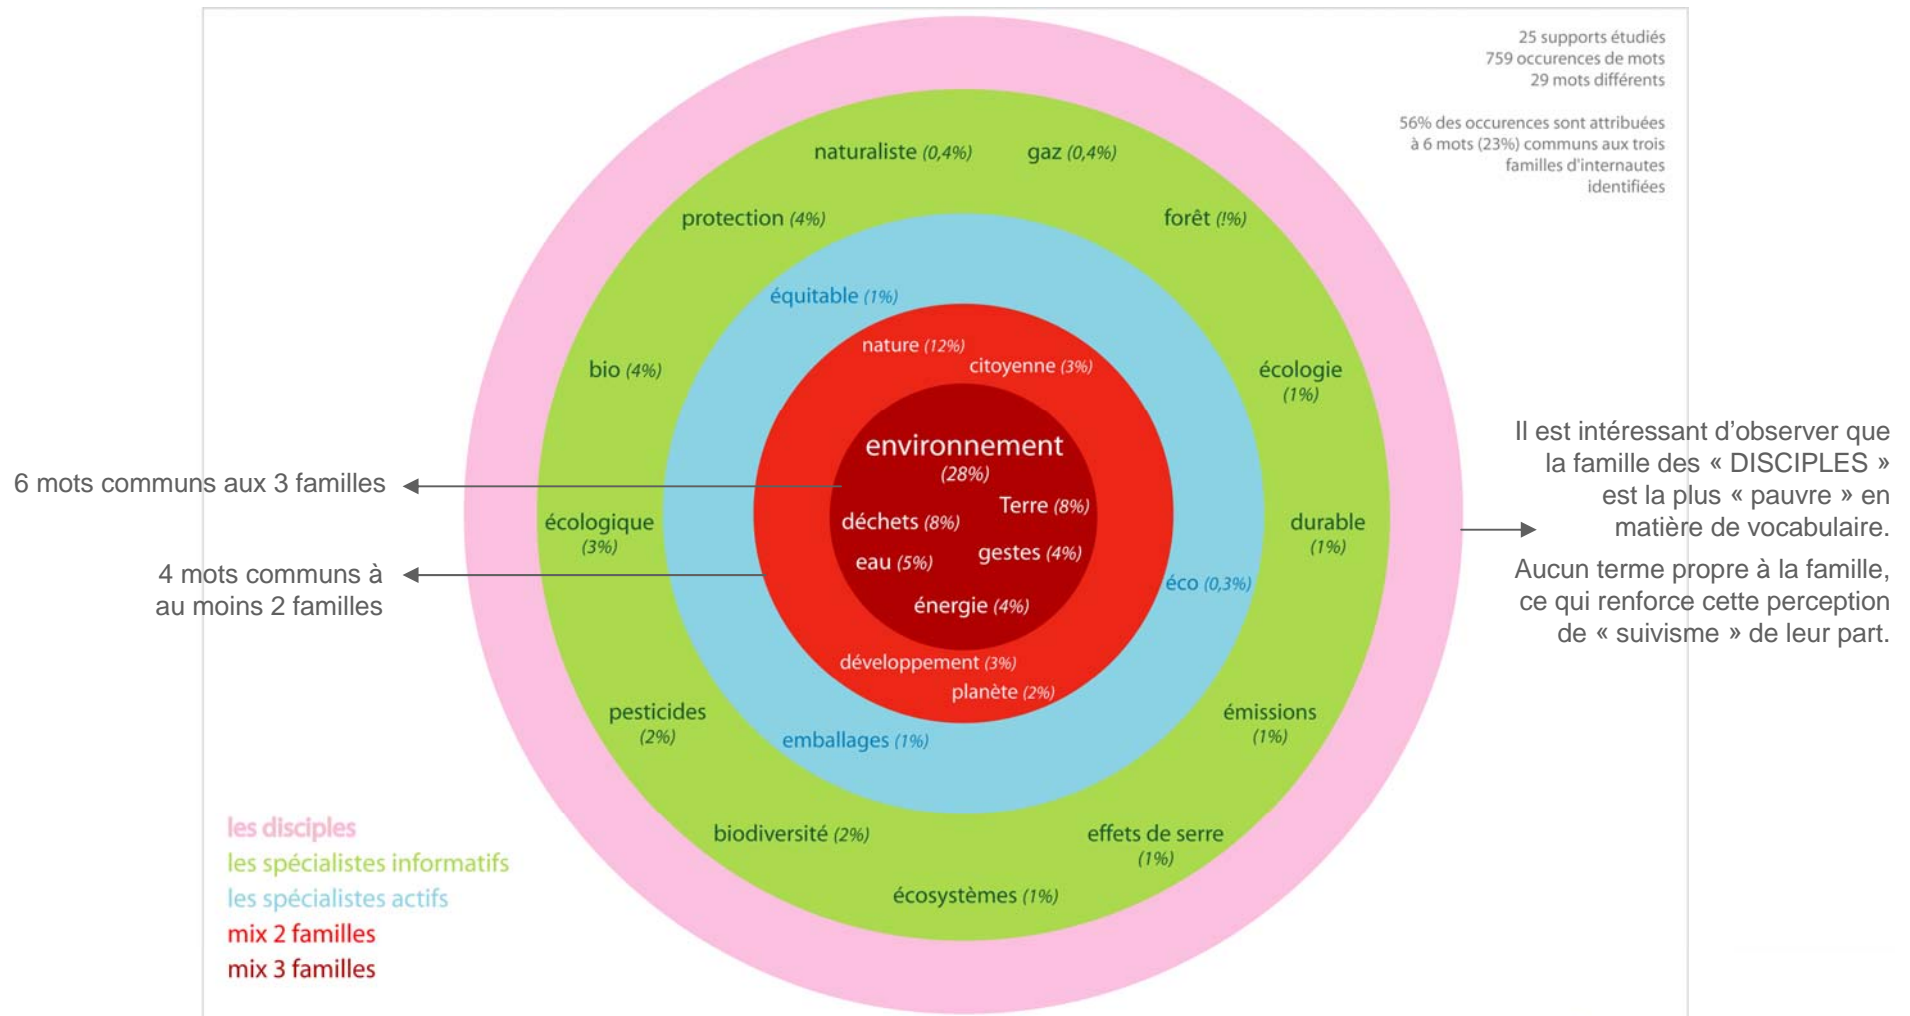 25 supports étudiés
759 occurences de mots
29 mots différents
56% des occurences sont attribuées
à 6 mots (23%) communs aux trois
familles d'internautes
identifiées
naturaliste (0,4%)
gaz (0,4%)
protection (4%)
forêt (!%)
équitable (1%)
nature (12%)
citoyenne (3%)
bio (4%)
écologie
(1%)
environnement
(28%)
Terre (8%)
déchets (8%)
gestes (4%)
eau (5%)
énergie (4%)
6 mots communs aux 3 familles
4 mots communs à
au moins 2 familles
écologique
(3%)
durable
(1%)
éco (0,3%)
développement (3%)
planète (2%)
pesticides
(2%)
émissions
(1%)
emballages (1%)
biodiversité (2%)
effets de serre
(1%)
écosystèmes (1%)
Il est intéressant d'observer que
la famille des « DISCIPLES »
est la plus « pauvre » en
matière de vocabulaire.
Aucun terme propre à la famille,
ce qui renforce cette perception
de « suivisme » de leur part.
les disciples
les spécialistes informatifs
les spécialistes actifs
mix 2 familles
mix 3 familles